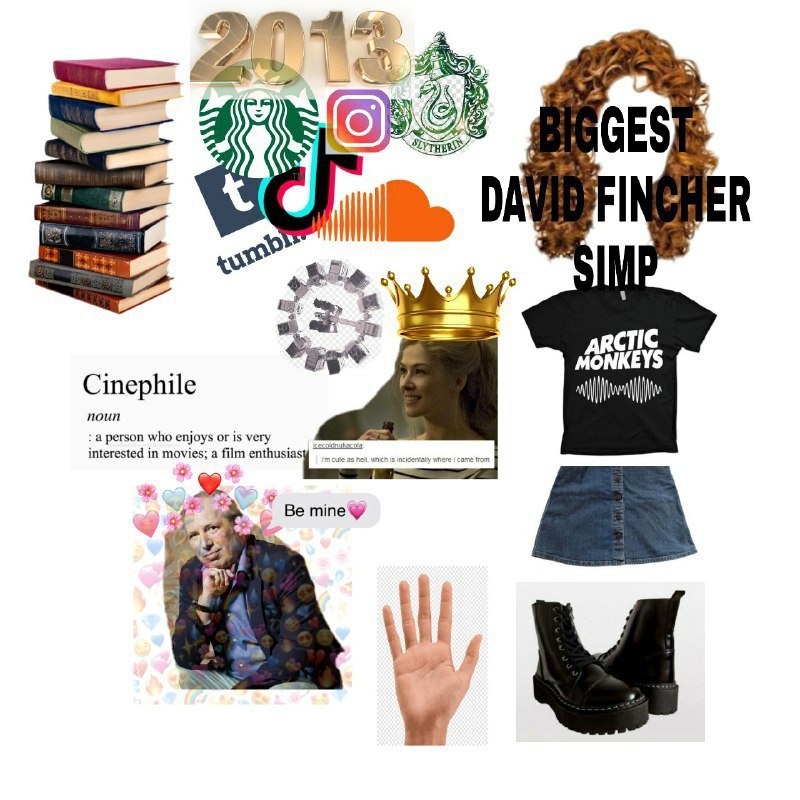 2013
SLYTHERIN
BIGGEST
DAVID FINCHER
SIMP
t
tumblr.
ARCTIC
MONKEYS
Cinephile
noun
: a person who enjoys or is very
interested in movies; a film enthusiast
icecoldnukacola
i'm cute as hell, which is incidentally where i came from
Be mine💗